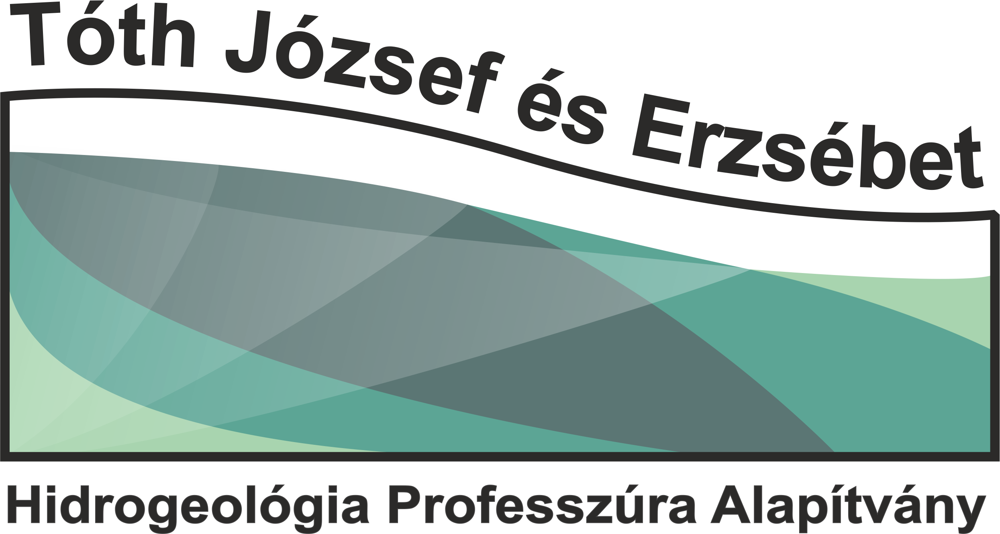 Tóth József és Erzsébet
Hidrogeológia Professzúra Alapítvány